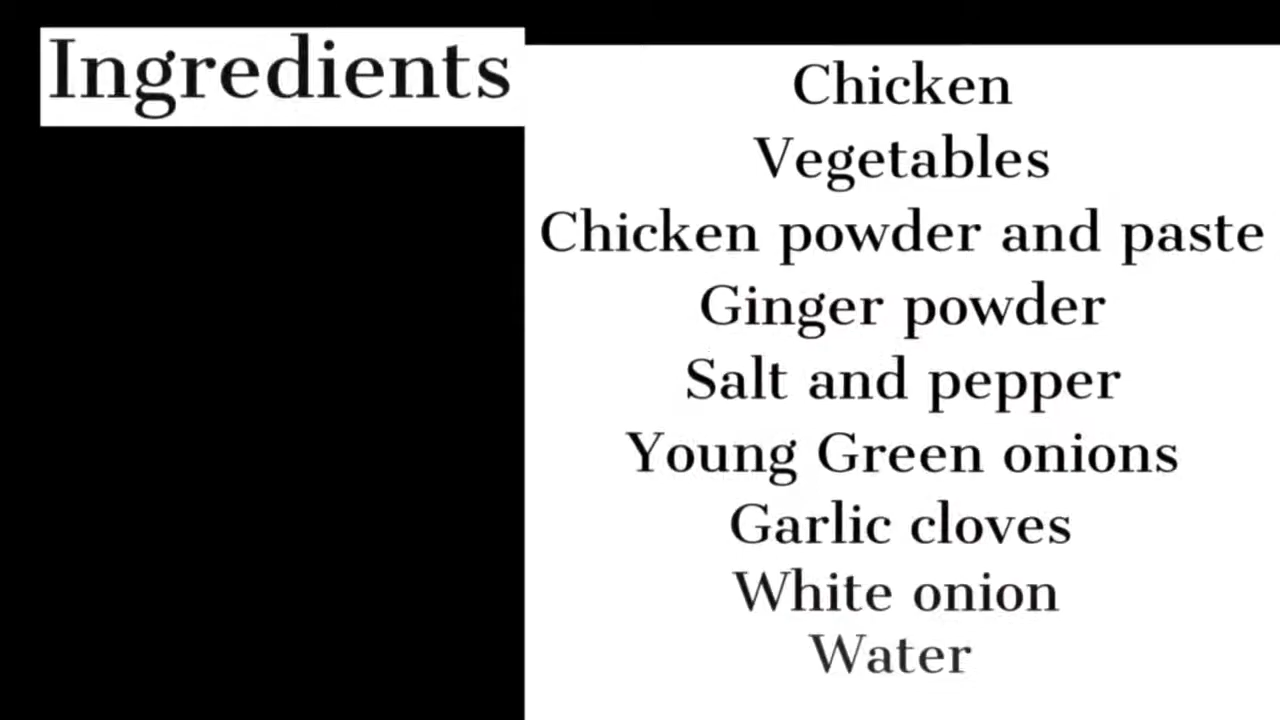 Ingredients
Chicken
Vegetables
Chicken powder and paste
Ginger powder
Salt and pepper
Young Green onions
Garlic cloves
White onion
Water